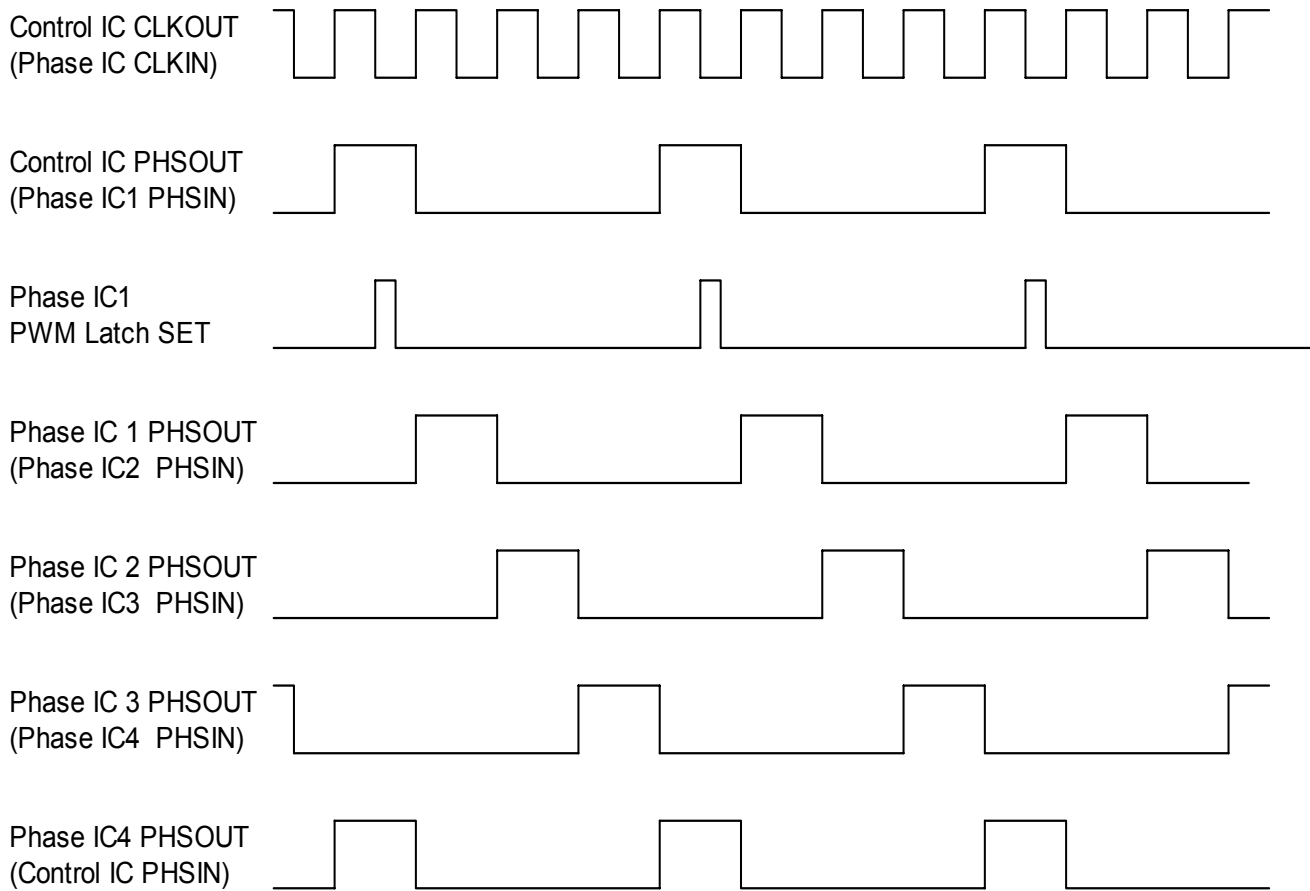 Control IC CLKOUT
(Phase IC CLKIN)
Control IC PHSOUT
(Phase IC1 PHSIN)
Phase IC1
PWM Latch SET
Phase IC 1 PHSOUT
(Phase IC2 PHSIN)
Phase IC 2 PHSOUT
(Phase IC3 PHSIN)
Phase IC 3 PHSOUT
(Phase IC4 PHSIN)
Phase IC4 PHSOUT
(Control IC PHSIN)